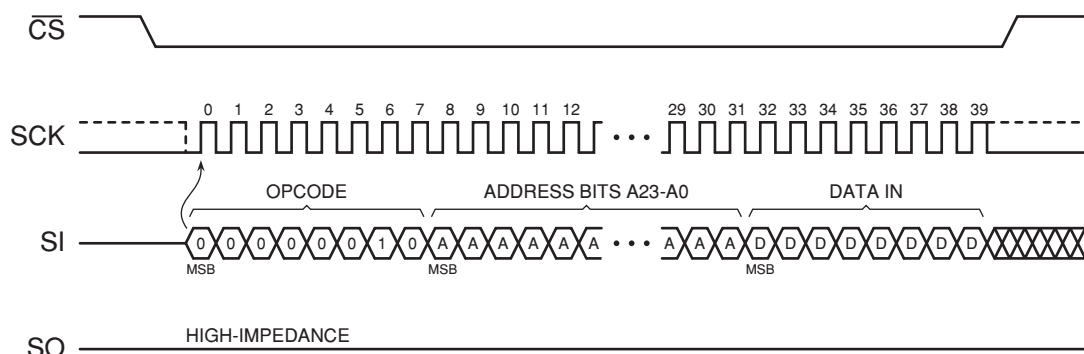 CS
0 1 2 3 4 5 6 7 8 9 10 11 12 29 30 31 32 33 34 35 36 37 38 39
SCK
OPCODE ADDRESS BITS A23-A0 DATA IN
SI 0 0 0 0 0 0 1 0 A A A A A A A A A D D D D D D D D
MSB MSB MSB
HIGH-IMPEDANCE
SO